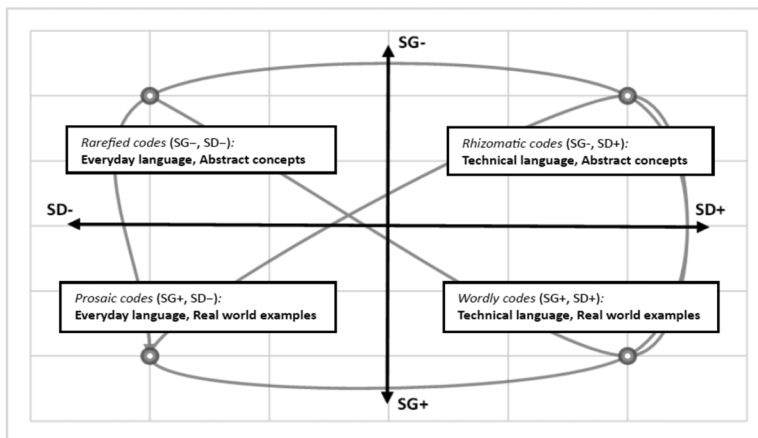 SG-
Rarefied codes (SG–, SD–):
Everyday language, Abstract concepts
Rhizomatic codes (SG-, SD+):
Technical language, Abstract concepts
SD-
SD+
Prosaic codes (SG+, SD–):
Everyday language, Real world examples
Wordly codes (SG+, SD+):
Technical language, Real world examples
SG+